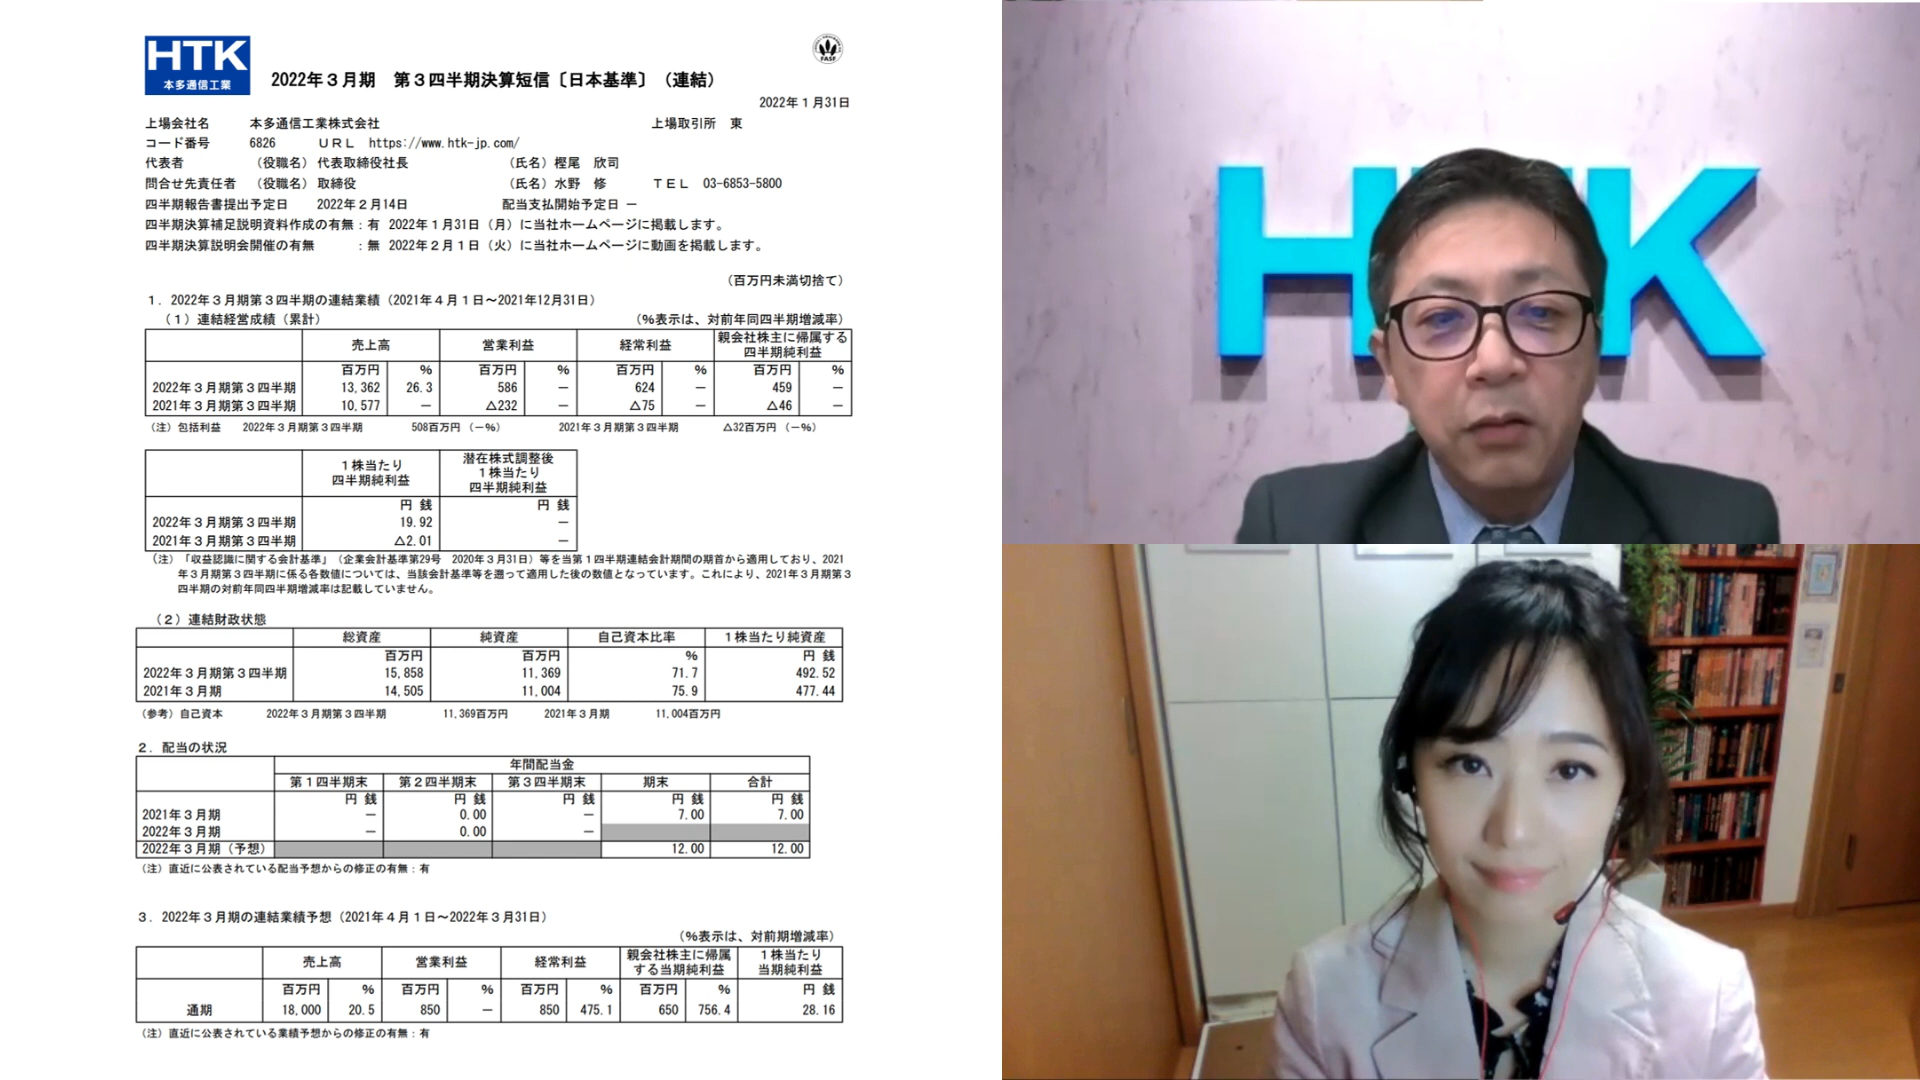 HTK
本多通信工業
FASF
2022年3月期　第3四半期決算短信〔日本基準〕（連結）
2022年1月31日
上場会社名　本多通信工業株式会社　上場取引所　東
コード番号　6826　ＵＲＬ　https://www.htk-jp.com/
代表者　（役職名）代表取締役社長　（氏名）樫尾　欣司
問合せ先責任者　（役職名）取締役　（氏名）水野　修　ＴＥＬ　03-6853-5800
四半期報告書提出予定日　2022年2月14日　配当支払開始予定日　－
四半期決算補足説明資料作成の有無：有　2022年1月31日（月）に当社ホームページに掲載します。
四半期決算説明会開催の有無　：無　2022年2月1日（火）に当社ホームページに動画を掲載します。
（百万円未満切捨て）
1．2022年3月期第3四半期の連結業績（2021年4月1日～2021年12月31日）
（1）連結経営成績（累計）　（％表示は、対前年同四半期増減率）
売上高　営業利益　経常利益　親会社株主に帰属する四半期純利益
百万円　％　百万円　％　百万円　％　百万円　％
2022年3月期第3四半期　13,362　26.3　586　－　624　－　459　－
2021年3月期第3四半期　10,577　－　△232　－　△75　－　△46　－
（注）包括利益　2022年3月期第3四半期　508百万円（－％）　2021年3月期第3四半期　△32百万円（－％）
1株当たり四半期純利益　潜在株式調整後1株当たり四半期純利益
円 銭　円 銭
2022年3月期第3四半期　19.92　－
2021年3月期第3四半期　△2.01　－
（注）「収益認識に関する会計基準」（企業会計基準第29号　2020年3月31日）等を当第1四半期連結会計期間の期首から適用しており、2021
年3月期第3四半期に係る各数値については、当該会計基準等を遡って適用した後の数値となっています。これにより、2021年3月期第3
四半期の対前年同四半期増減率は記載していません。
（2）連結財政状態
総資産　純資産　自己資本比率　1株当たり純資産
百万円　百万円　％　円 銭
2022年3月期第3四半期　15,858　11,369　71.7　492.52
2021年3月期　14,505　11,004　75.9　477.44
（参考）自己資本　2022年3月期第3四半期　11,369百万円　2021年3月期　11,004百万円
2．配当の状況
年間配当金
第1四半期末　第2四半期末　第3四半期末　期末　合計
円 銭　円 銭　円 銭　円 銭　円 銭
2021年3月期　－　0.00　－　7.00　7.00
2022年3月期　－　0.00　－
2022年3月期（予想）　12.00　12.00
（注）直近に公表されている配当予想からの修正の有無：有
3．2022年3月期の連結業績予想（2021年4月1日～2022年3月31日）
（％表示は、対前期増減率）
売上高　営業利益　経常利益　親会社株主に帰属する当期純利益　1株当たり当期純利益
百万円　％　百万円　％　百万円　％　百万円　％　円 銭
通期　18,000　20.5　850　－　850　475.1　650　756.4　28.16
（注）直近に公表されている業績予想からの修正の有無：有
HTK